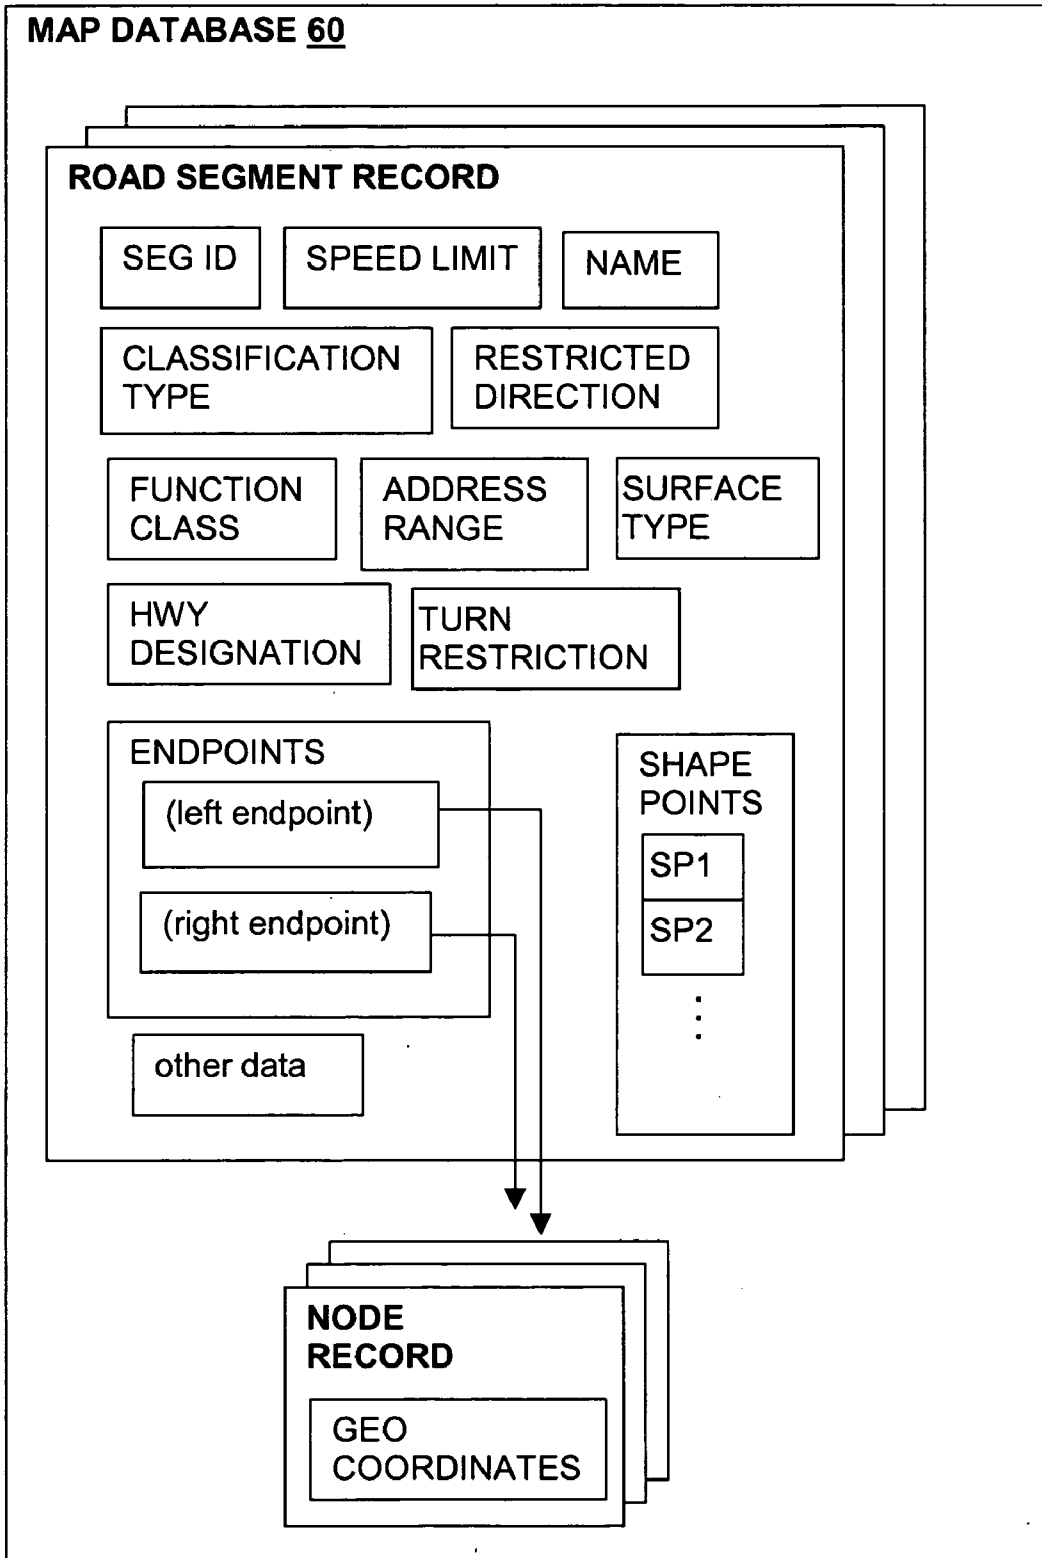 MAP DATABASE 60
ROAD SEGMENT RECORD
SEG ID
SPEED LIMIT
NAME
CLASSIFICATION
TYPE
RESTRICTED
DIRECTION
FUNCTION
CLASS
ADDRESS
RANGE
SURFACE
TYPE
HWY
DESIGNATION
TURN
RESTRICTION
ENDPOINTS
(left endpoint)
(right endpoint)
SHAPE
POINTS
SP1
SP2
other data
NODE
RECORD
GEO
COORDINATES